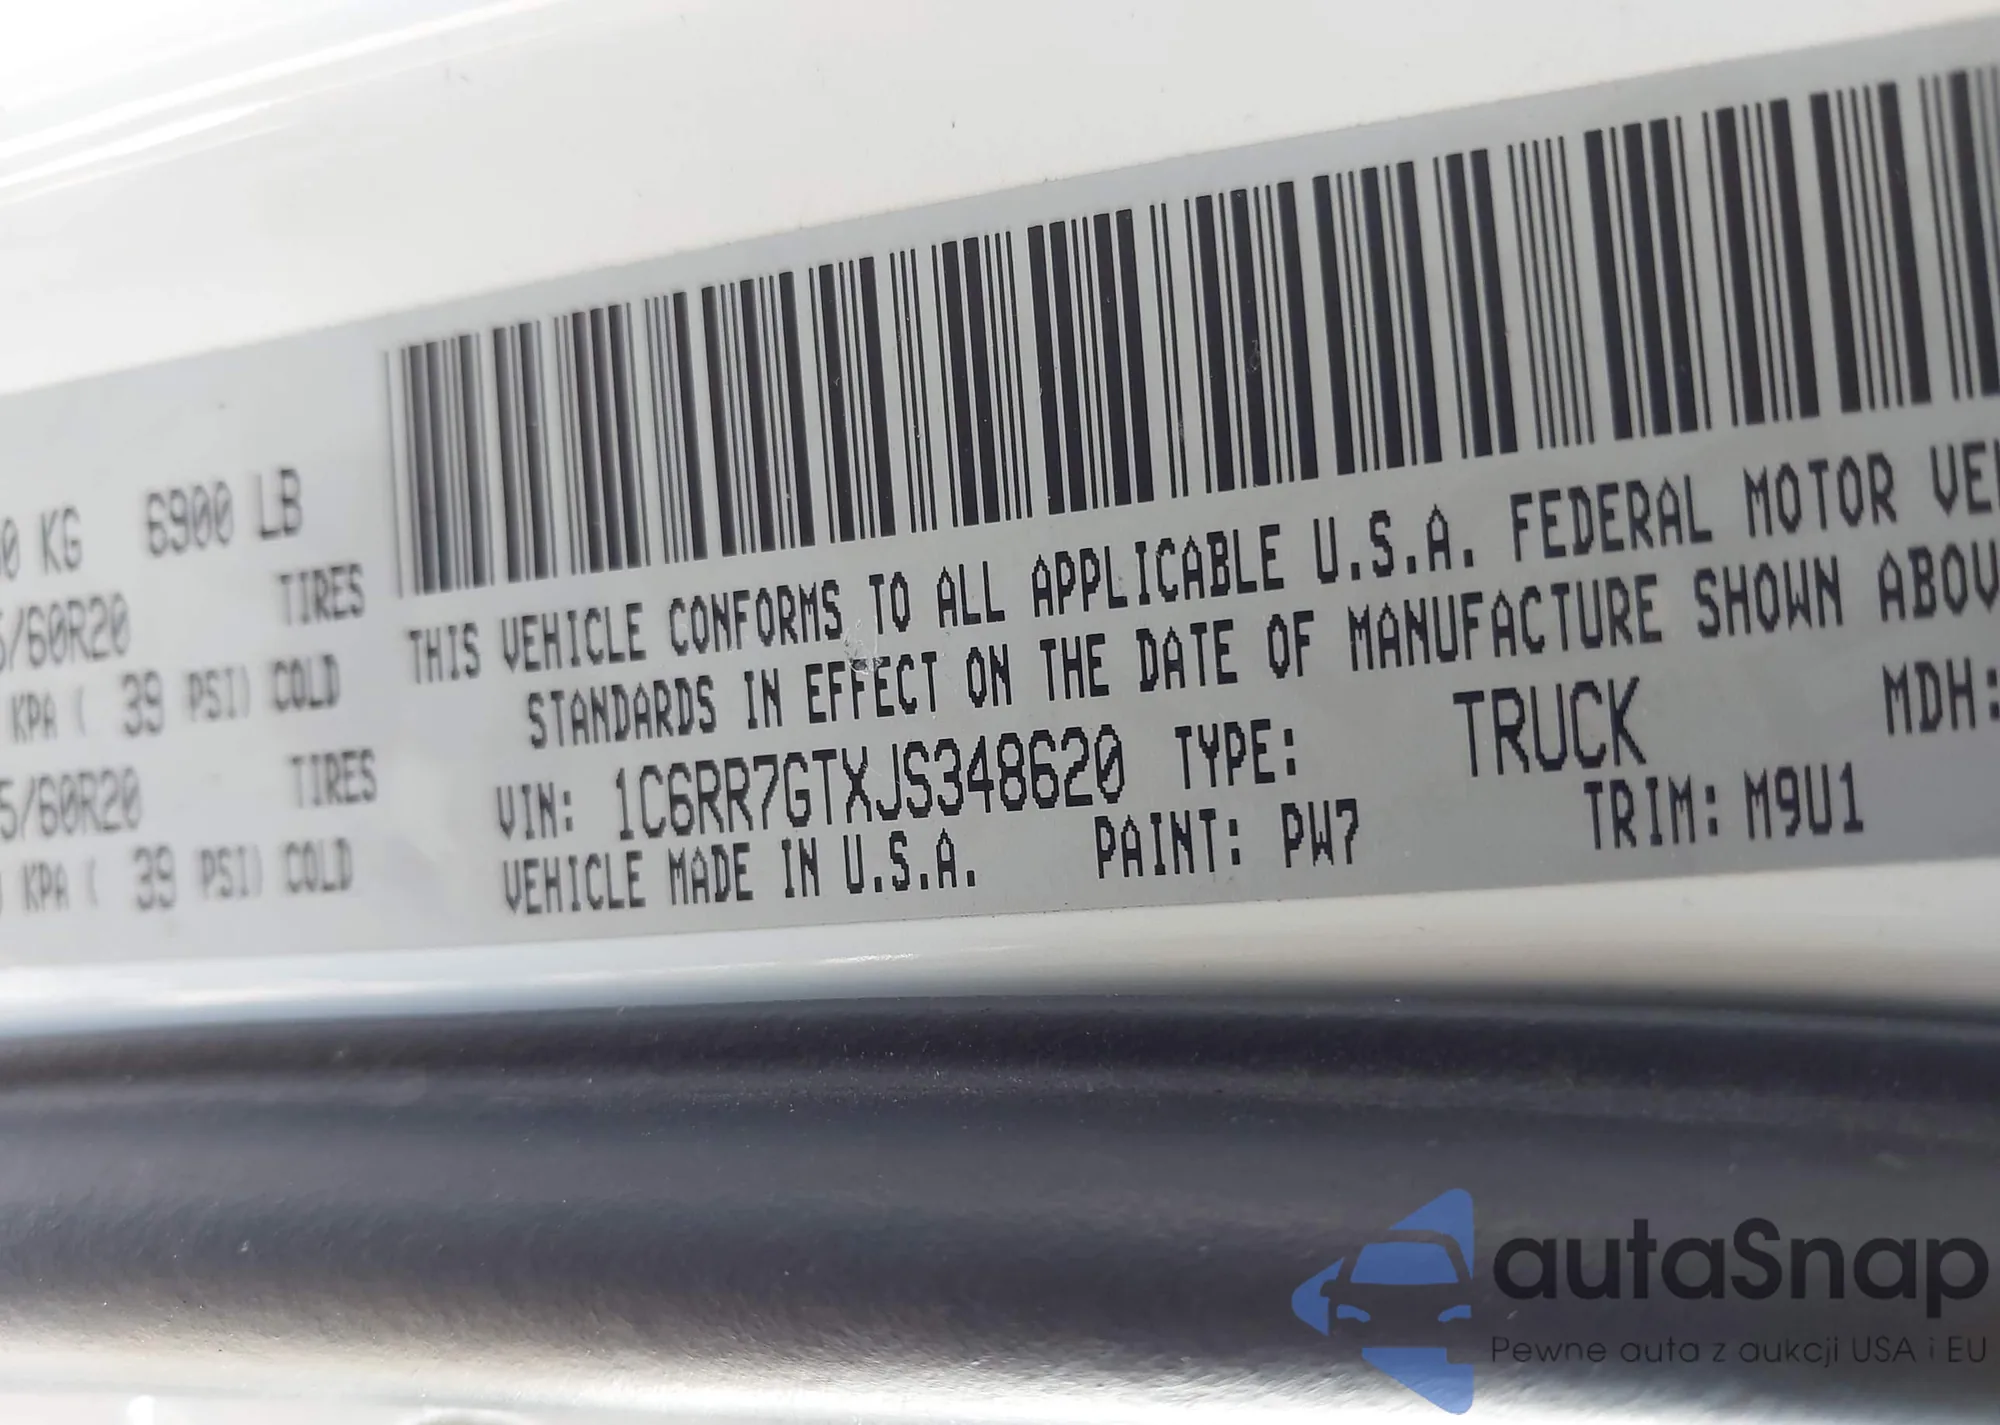 0 KG 6900 LB
5/60R20 TIRES
KPA ( 39 PSI) COLD
5/60R20 TIRES
KPA ( 39 PSI) COLD
THIS VEHICLE CONFORMS TO ALL APPLICABLE U.S.A. FEDERAL MOTOR VE
STANDARDS IN EFFECT ON THE DATE OF MANUFACTURE SHOWN ABOV
VIN: 1C6RR7GTXJS348620 TYPE: TRUCK MDH:
VEHICLE MADE IN U.S.A. PAINT: PW7 TRIM: M9U1
autaSnap
Pewne auta z aukcji USA i EU